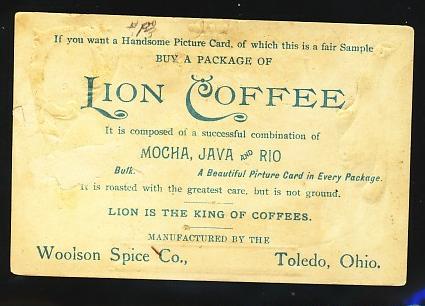 If you want a Handsome Picture Card, of which this is a fair Sample
BUY A PACKAGE OF
LION COFFEE
It is composed of a successful combination of
MOCHA, JAVA AND RIO
Bulk. A Beautiful Picture Card in Every Package.
It is roasted with the greatest care, but is not ground.
LION IS THE KING OF COFFEES.
MANUFACTURED BY THE
Woolson Spice Co., Toledo, Ohio.